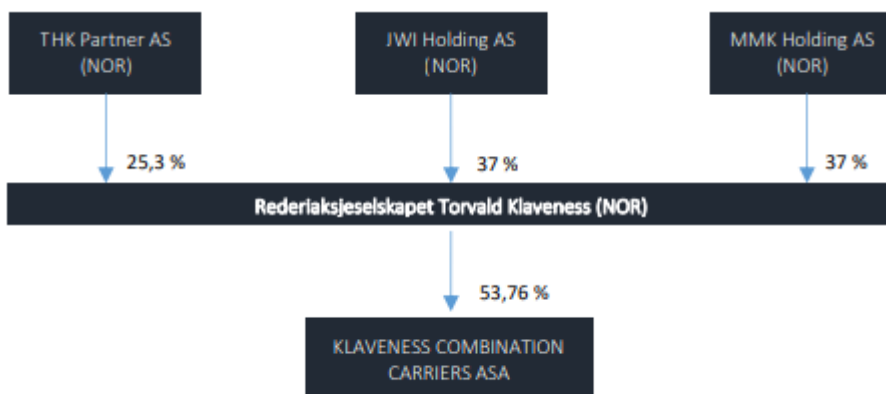 THK Partner AS
(NOR)
JWI Holding AS
(NOR)
MMK Holding AS
(NOR)
25,3 %
37 %
37 %
Rederiaksjeselskapet Torvald Klaveness (NOR)
53,76 %
KLAVENESS COMBINATION
CARRIERS ASA